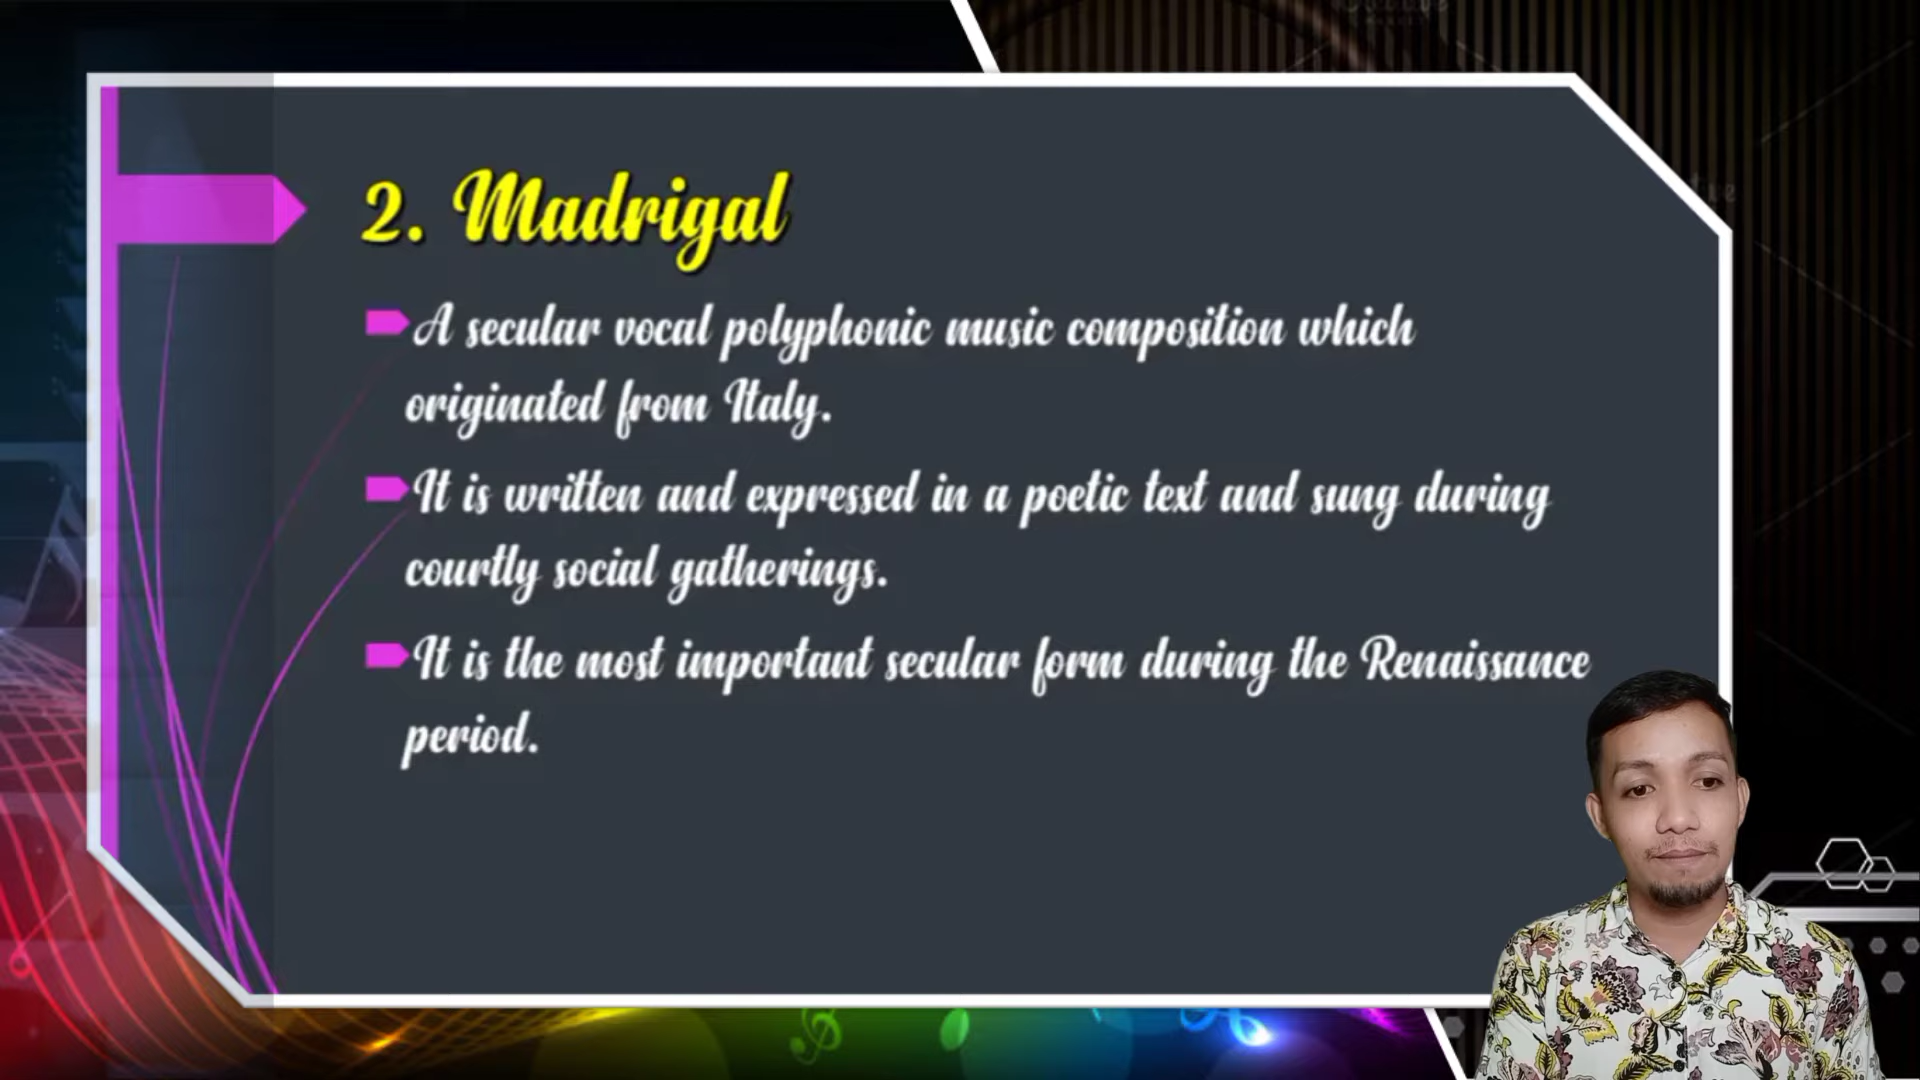 2. Madrigal
A secular vocal polyphonic music composition which
originated from Italy.
It is written and expressed in a poetic text and sung during
courtly social gatherings.
It is the most important secular form during the Renaissance
period.